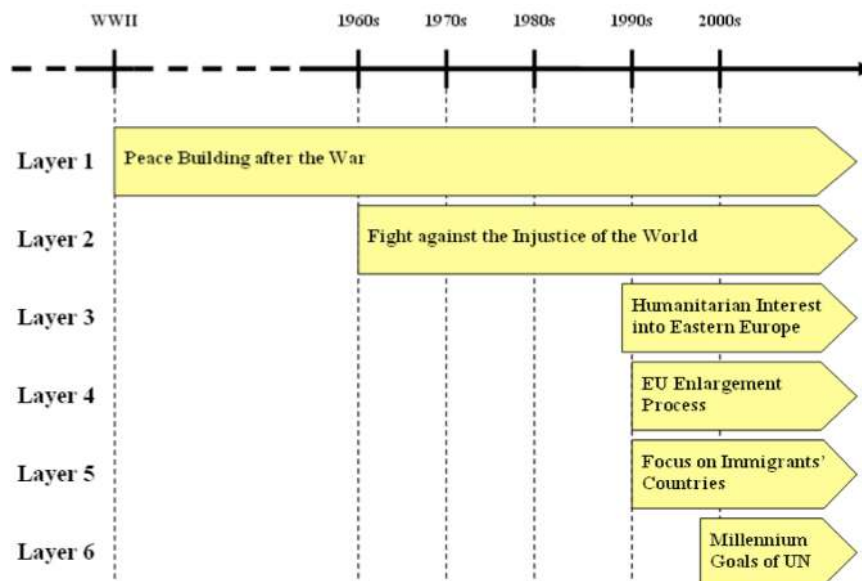 WWII 1960s 1970s 1980s 1990s 2000s
Layer 1
Peace Building after the War
Layer 2
Fight against the Injustice of the World
Layer 3
Humanitarian Interest
into Eastern Europe
Layer 4
EU Enlargement
Process
Layer 5
Focus on Immigrants'
Countries
Layer 6
Millennium
Goals of UN